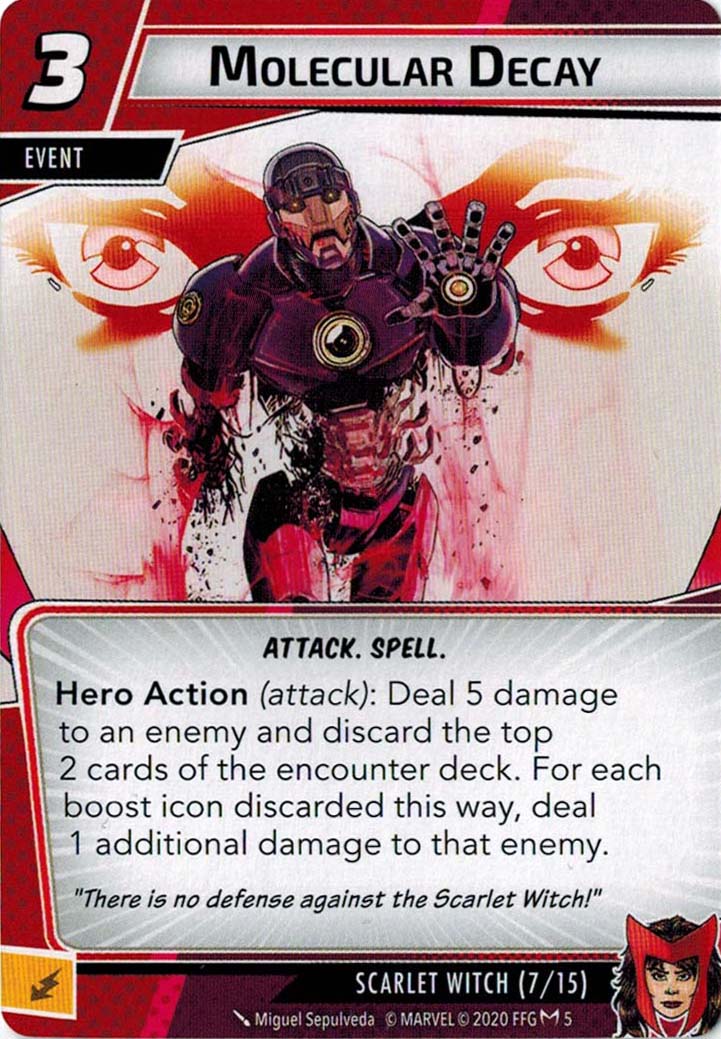 3
MOLECULAR DECAY
EVENT
ATTACK. SPELL.
Hero Action (attack): Deal 5 damage
to an enemy and discard the top
2 cards of the encounter deck. For each
boost icon discarded this way, deal
1 additional damage to that enemy.
"There is no defense against the Scarlet Witch!"
SCARLET WITCH (7/15)
Miguel Sepulveda © MARVEL © 2020 FFG 5